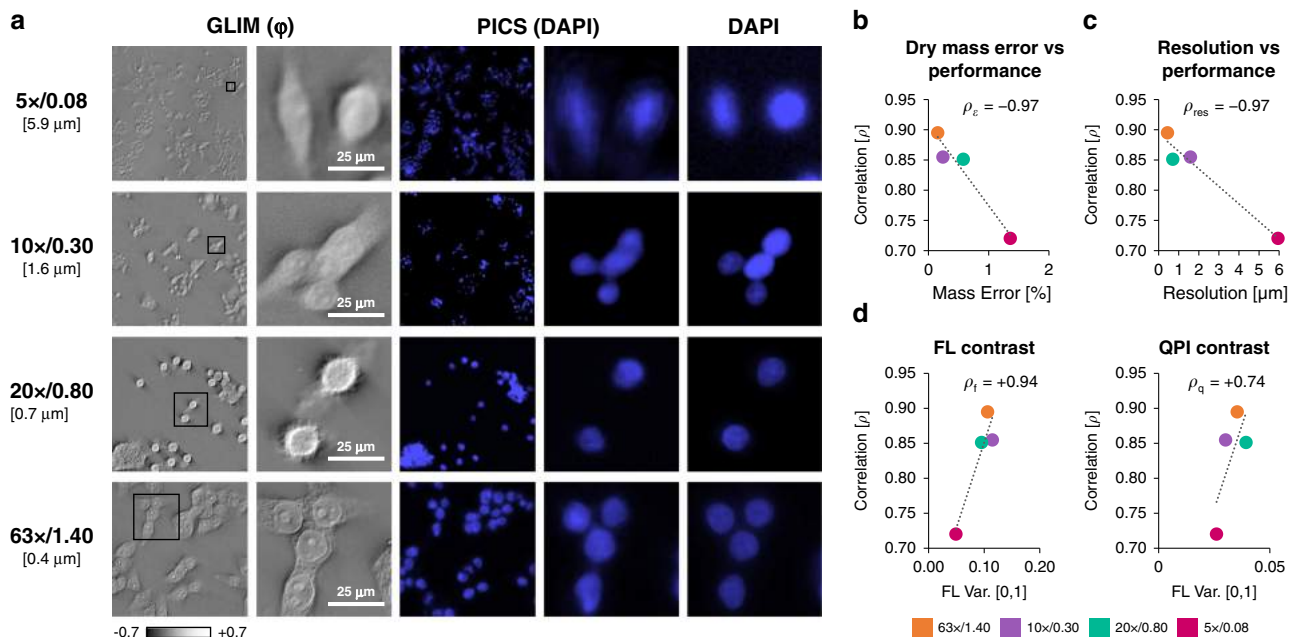 a
GLIM (φ)
PICS (DAPI)
DAPI
5×/0.08
[5.9 μm]
25 μm
10×/0.30
[1.6 μm]
25 μm
20×/0.80
[0.7 μm]
25 μm
63×/1.40
[0.4 μm]
25 μm
-0.7
+0.7
b
Dry mass error vs
performance
ρε = −0.97
Correlation [ρ]
0.95
0.90
0.85
0.80
0.75
0.70
0
1
2
Mass Error [%]
c
Resolution vs
performance
ρres = −0.97
Correlation [ρ]
0.95
0.90
0.85
0.80
0.75
0.70
0 1 2 3 4 5 6
Resolution [μm]
d
FL contrast
ρf = +0.94
Correlation [ρ]
0.95
0.90
0.85
0.80
0.75
0.70
0.00 0.10 0.20
FL Var. [0,1]
QPI contrast
ρq = +0.74
Correlation [ρ]
0.95
0.90
0.85
0.80
0.75
0.70
0 0.05
FL Var. [0,1]
63×/1.40 10×/0.30 20×/0.80 5×/0.08